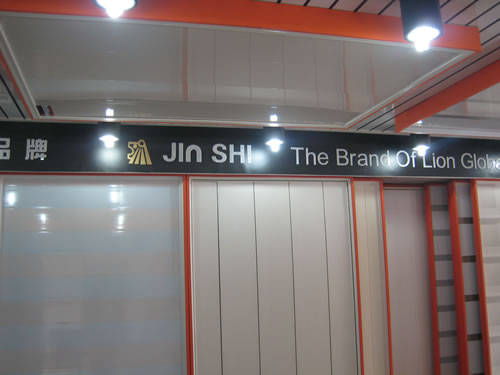 品牌 JIN SHI The Brand Of Lion Globa